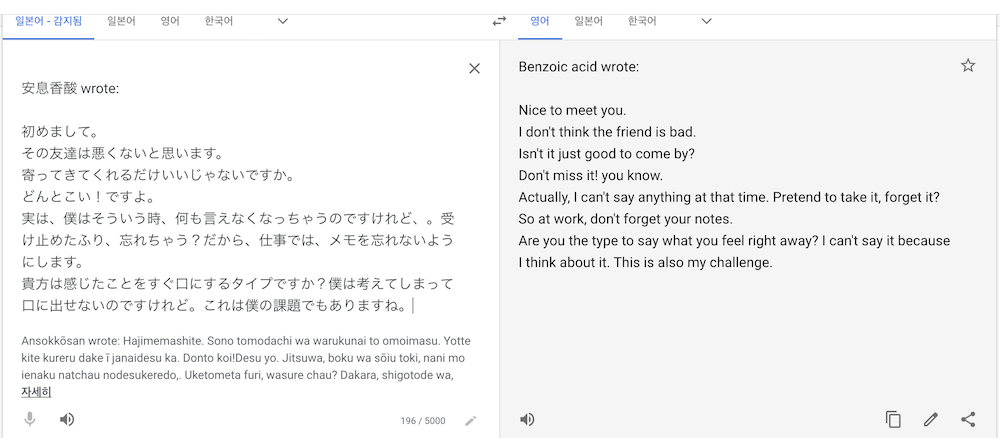 일본어 - 감지됨 일본어 영어 한국어
영어 일본어 한국어
安息香酸 wrote:
初めまして。
その友達は悪くないと思います。
寄ってきてくれるだけいいじゃないですか。
どんとこい！ですよ。
実は、僕はそういう時、何も言えなくなっちゃうのですけれど、。受
け止めたふり、忘れちゃう？だから、仕事では、メモを忘れないよう
にします。
貴方は感じたことをすぐ口にするタイプですか？僕は考えてしまって
口に出せないのですけれど。これは僕の課題でもありますね。
Ansokkōsan wrote: Hajimemashite. Sono tomodachi wa warukunai to omoimasu. Yotte
kite kureru dake ī janaidesu ka. Donto koi!Desu yo. Jitsuwa, boku wa sōiu toki, nani mo
ienaku natchau nodesukeredo,. Uketometa furi, wasure chau? Dakara, shigotode wa,
자세히
196 / 5000
Benzoic acid wrote:
Nice to meet you.
I don't think the friend is bad.
Isn't it just good to come by?
Don't miss it! you know.
Actually, I can't say anything at that time. Pretend to take it, forget it?
So at work, don't forget your notes.
Are you the type to say what you feel right away? I can't say it because
I think about it. This is also my challenge.